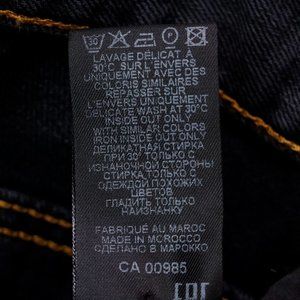 30
LAVAGE DELICAT A
30°C SUR L'ENVERS
UNIQUEMENT AVEC DES
COLORIS SIMILAIRES
REPASSER SUR
L'ENVERS UNIQUEMENT
DELICATE WASH AT 30°C
INSIDE OUT ONLY
WITH SIMILAR COLORS
IRON INSIDE OUT ONLY
ДЕЛИКАТНАЯ СТИРКА
ПРИ 30° ТОЛЬКО С
ИЗНАНОЧНОЙ СТОРОНЫ
СТИРКА ТОЛЬКО С
ОДЕЖДОЙ ПОХОЖИХ
ЦВЕТОВ
ГЛАДИТЬ ТОЛЬКО
НАИЗНАНКУ
FABRIQUÉ AU MAROC
MADE IN MOROCCO
СДЕЛАНО В МАРОККО
CA 00985